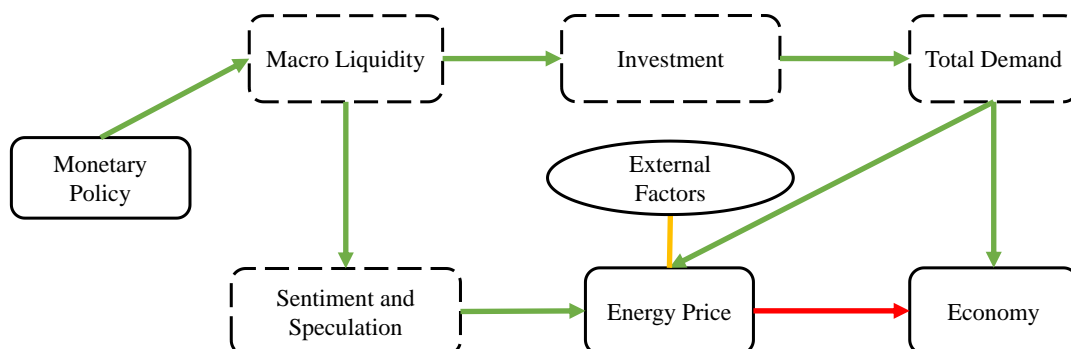 Macro Liquidity
Investment
Total Demand
Monetary
Policy
External
Factors
Sentiment and
Speculation
Energy Price
Economy